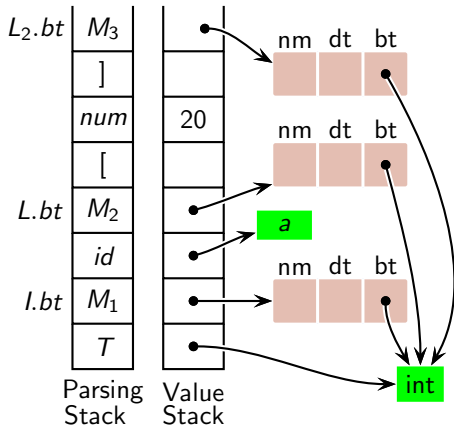 L₂.bt M₃ nm dt bt
]
num 20
[ nm dt bt
L.bt M₂
a
id
nm dt bt
I.bt M₁
T
int
Parsing Stack
Value Stack